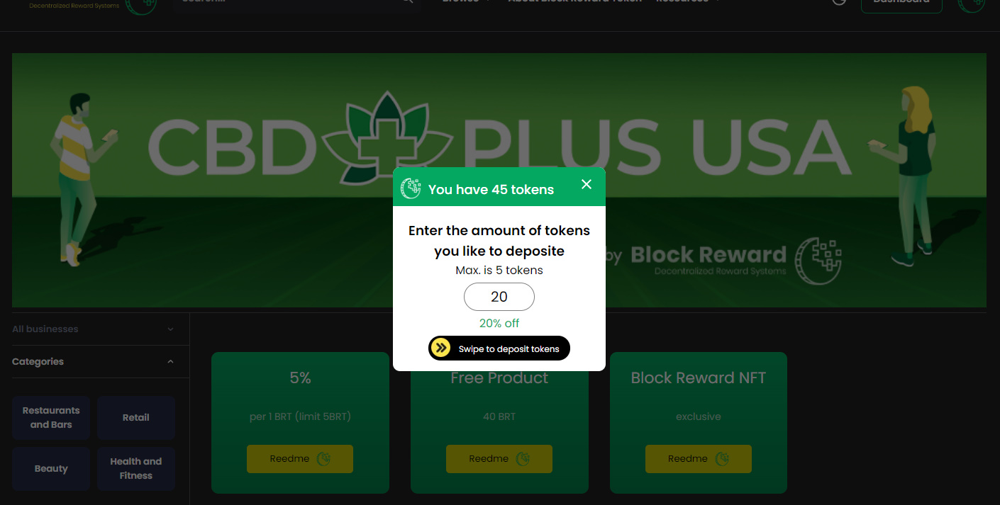 Decentralized Reward Systems
Search...
Browse
About Block Reward Token
Resources
Dashboard
CBD PLUS USA
You have 45 tokens
Enter the amount of tokens
you like to deposite
Max. is 5 tokens
20
20% off
Swipe to deposit tokens
by Block Reward
Decentralized Reward Systems
All businesses
Categories
Restaurants
and Bars
Retail
Beauty
Health and
Fitness
5%
per 1 BRT (limit 5BRT)
Reedme
Free Product
40 BRT
Reedme
Block Reward NFT
exclusive
Reedme